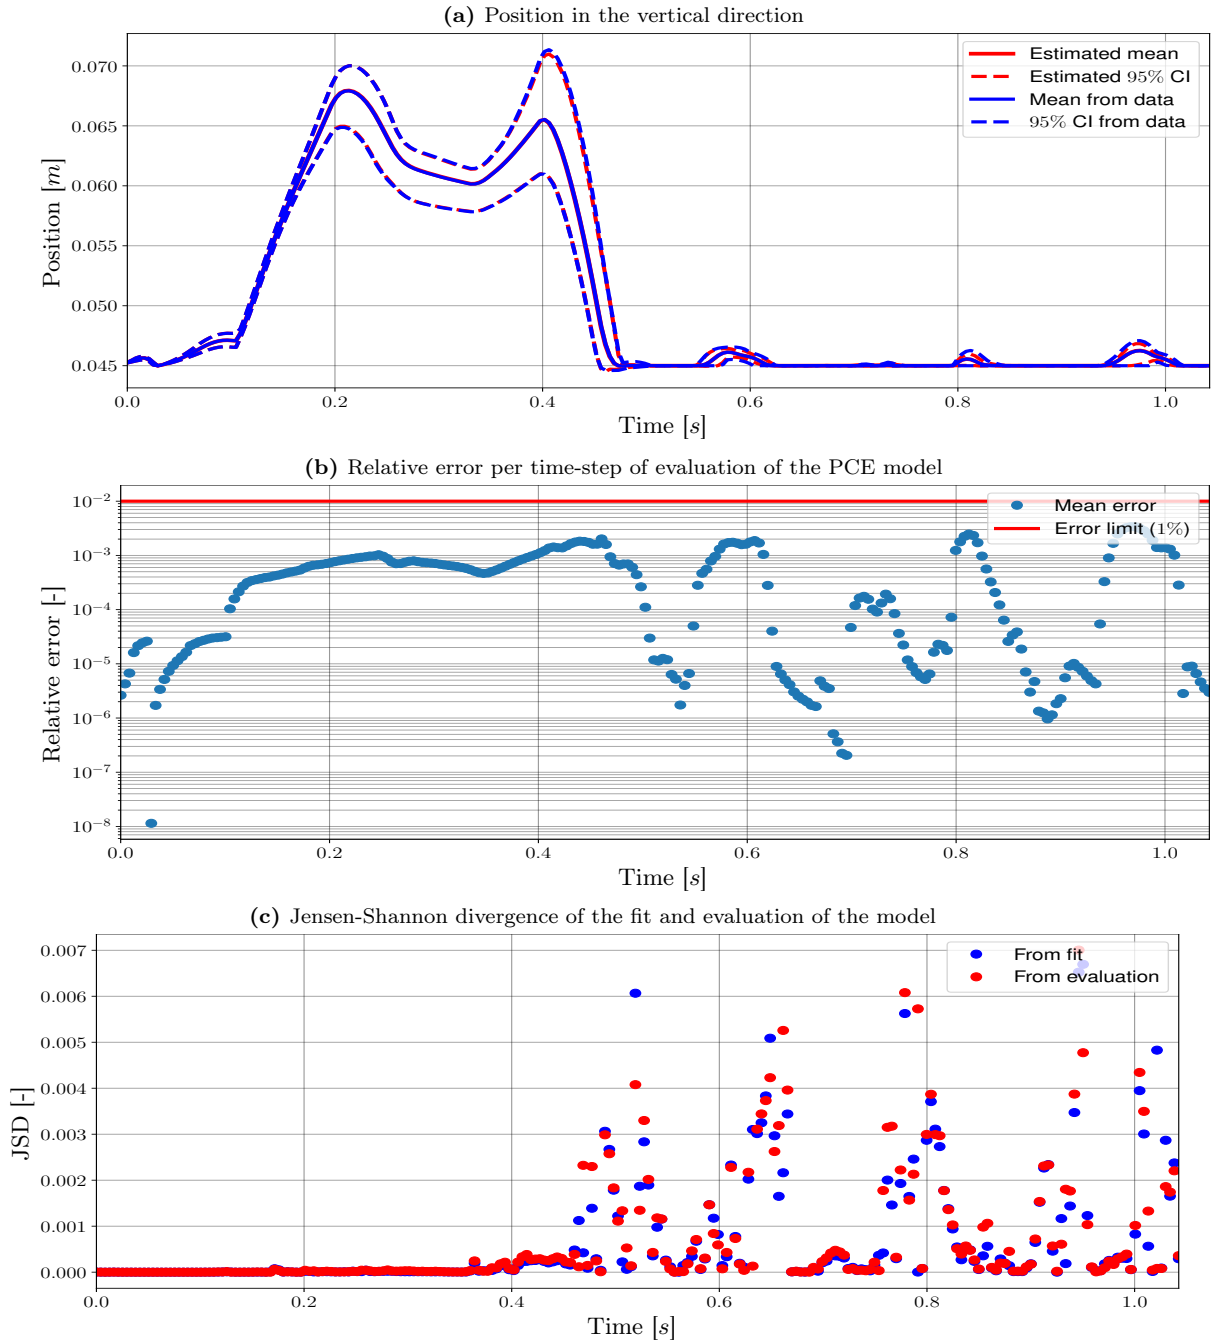 (a) Position in the vertical direction
Estimated mean
Estimated 95% CI
Mean from data
95% CI from data
0.070
0.065
0.060
0.055
0.050
0.045
Position [m]
0.0 0.2 0.4 0.6 0.8 1.0
Time [s]
(b) Relative error per time-step of evaluation of the PCE model
Mean error
Error limit (1%)
10⁻²
10⁻³
10⁻⁴
10⁻⁵
10⁻⁶
10⁻⁷
10⁻⁸
Relative error [-]
0.0 0.2 0.4 0.6 0.8 1.0
Time [s]
(c) Jensen-Shannon divergence of the fit and evaluation of the model
From fit
From evaluation
0.007
0.006
0.005
0.004
0.003
0.002
0.001
0.000
JSD [-]
0.0 0.2 0.4 0.6 0.8 1.0
Time [s]